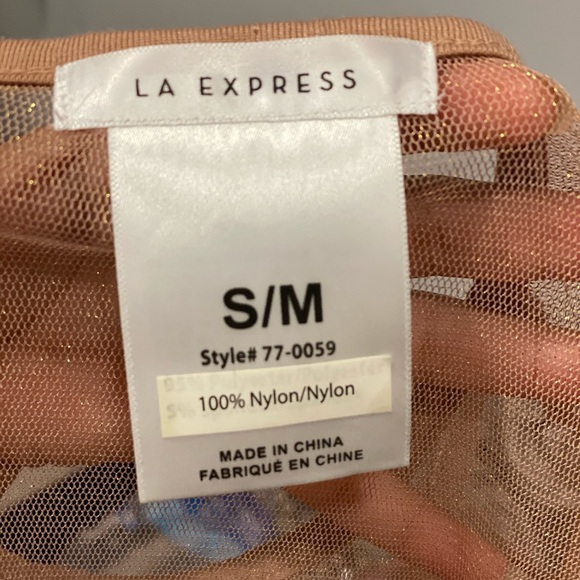 LA EXPRESS
S/M
Style# 77-0059
100% Nylon/Nylon
MADE IN CHINA
FABRIQUÉ EN CHINE